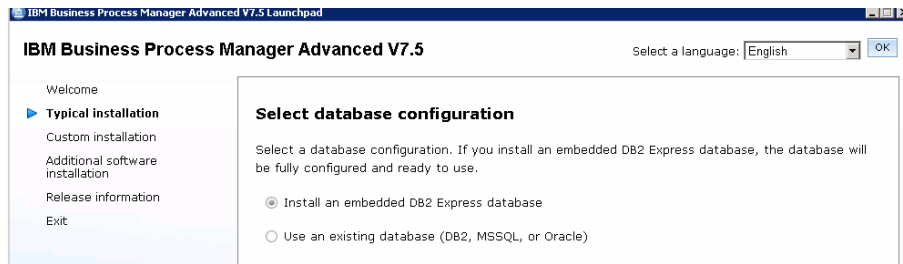 IBM Business Process Manager Advanced V7.5 Launchpad
IBM Business Process Manager Advanced V7.5
Select a language: English OK
Welcome
Typical installation
Custom installation
Additional software
installation
Release information
Exit
Select database configuration
Select a database configuration. If you install an embedded DB2 Express database, the database will
be fully configured and ready to use.
Install an embedded DB2 Express database
Use an existing database (DB2, MSSQL, or Oracle)